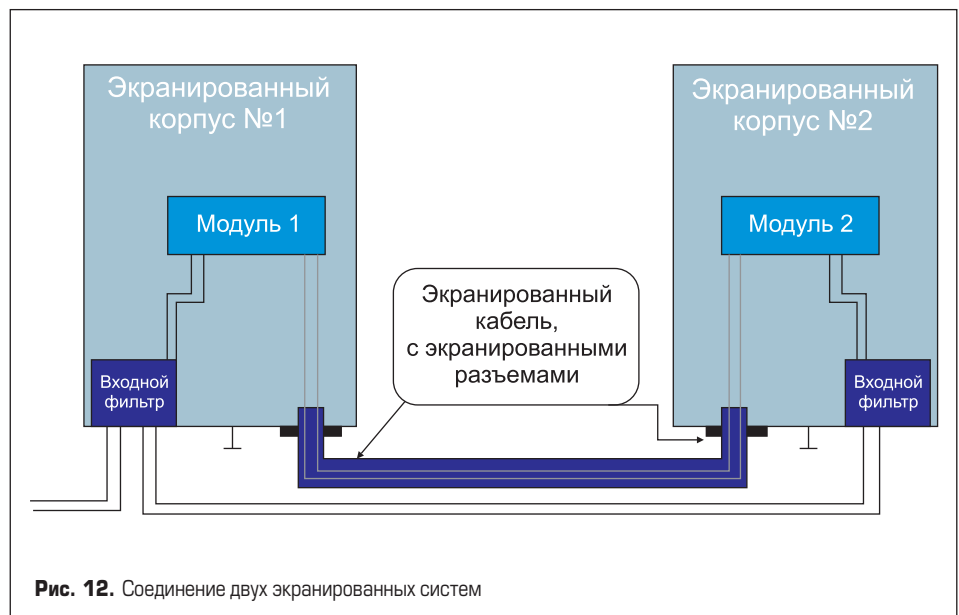 Экранированный
корпус №1
Экранированный
корпус №2
Модуль 1
Модуль 2
Экранированный
кабель,
с экранированными
разъемами
Входной
фильтр
Входной
фильтр
Рис. 12. Соединение двух экранированных систем